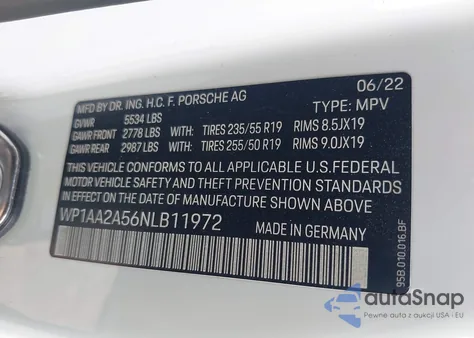 MFD BY DR. ING. H.C. F. PORSCHE AG 06/22
GVWR 5534 LBS TYPE: MPV
GAWR FRONT 2778 LBS WITH: TIRES 235/55 R19 RIMS 8.5JX19
GAWR REAR 2987 LBS WITH: TIRES 255/50 R19 RIMS 9.0JX19
THIS VEHICLE CONFORMS TO ALL APPLICABLE U.S.FEDERAL
MOTOR VEHICLE SAFETY AND THEFT PREVENTION STANDARDS
IN EFFECT ON THE DATE OF MANUFACTURE SHOWN ABOVE.
WP1AA2A56NLB11972
MADE IN GERMANY
95B.010.016.BF
autaSnap
Pewne auta z aukcji USA i EU